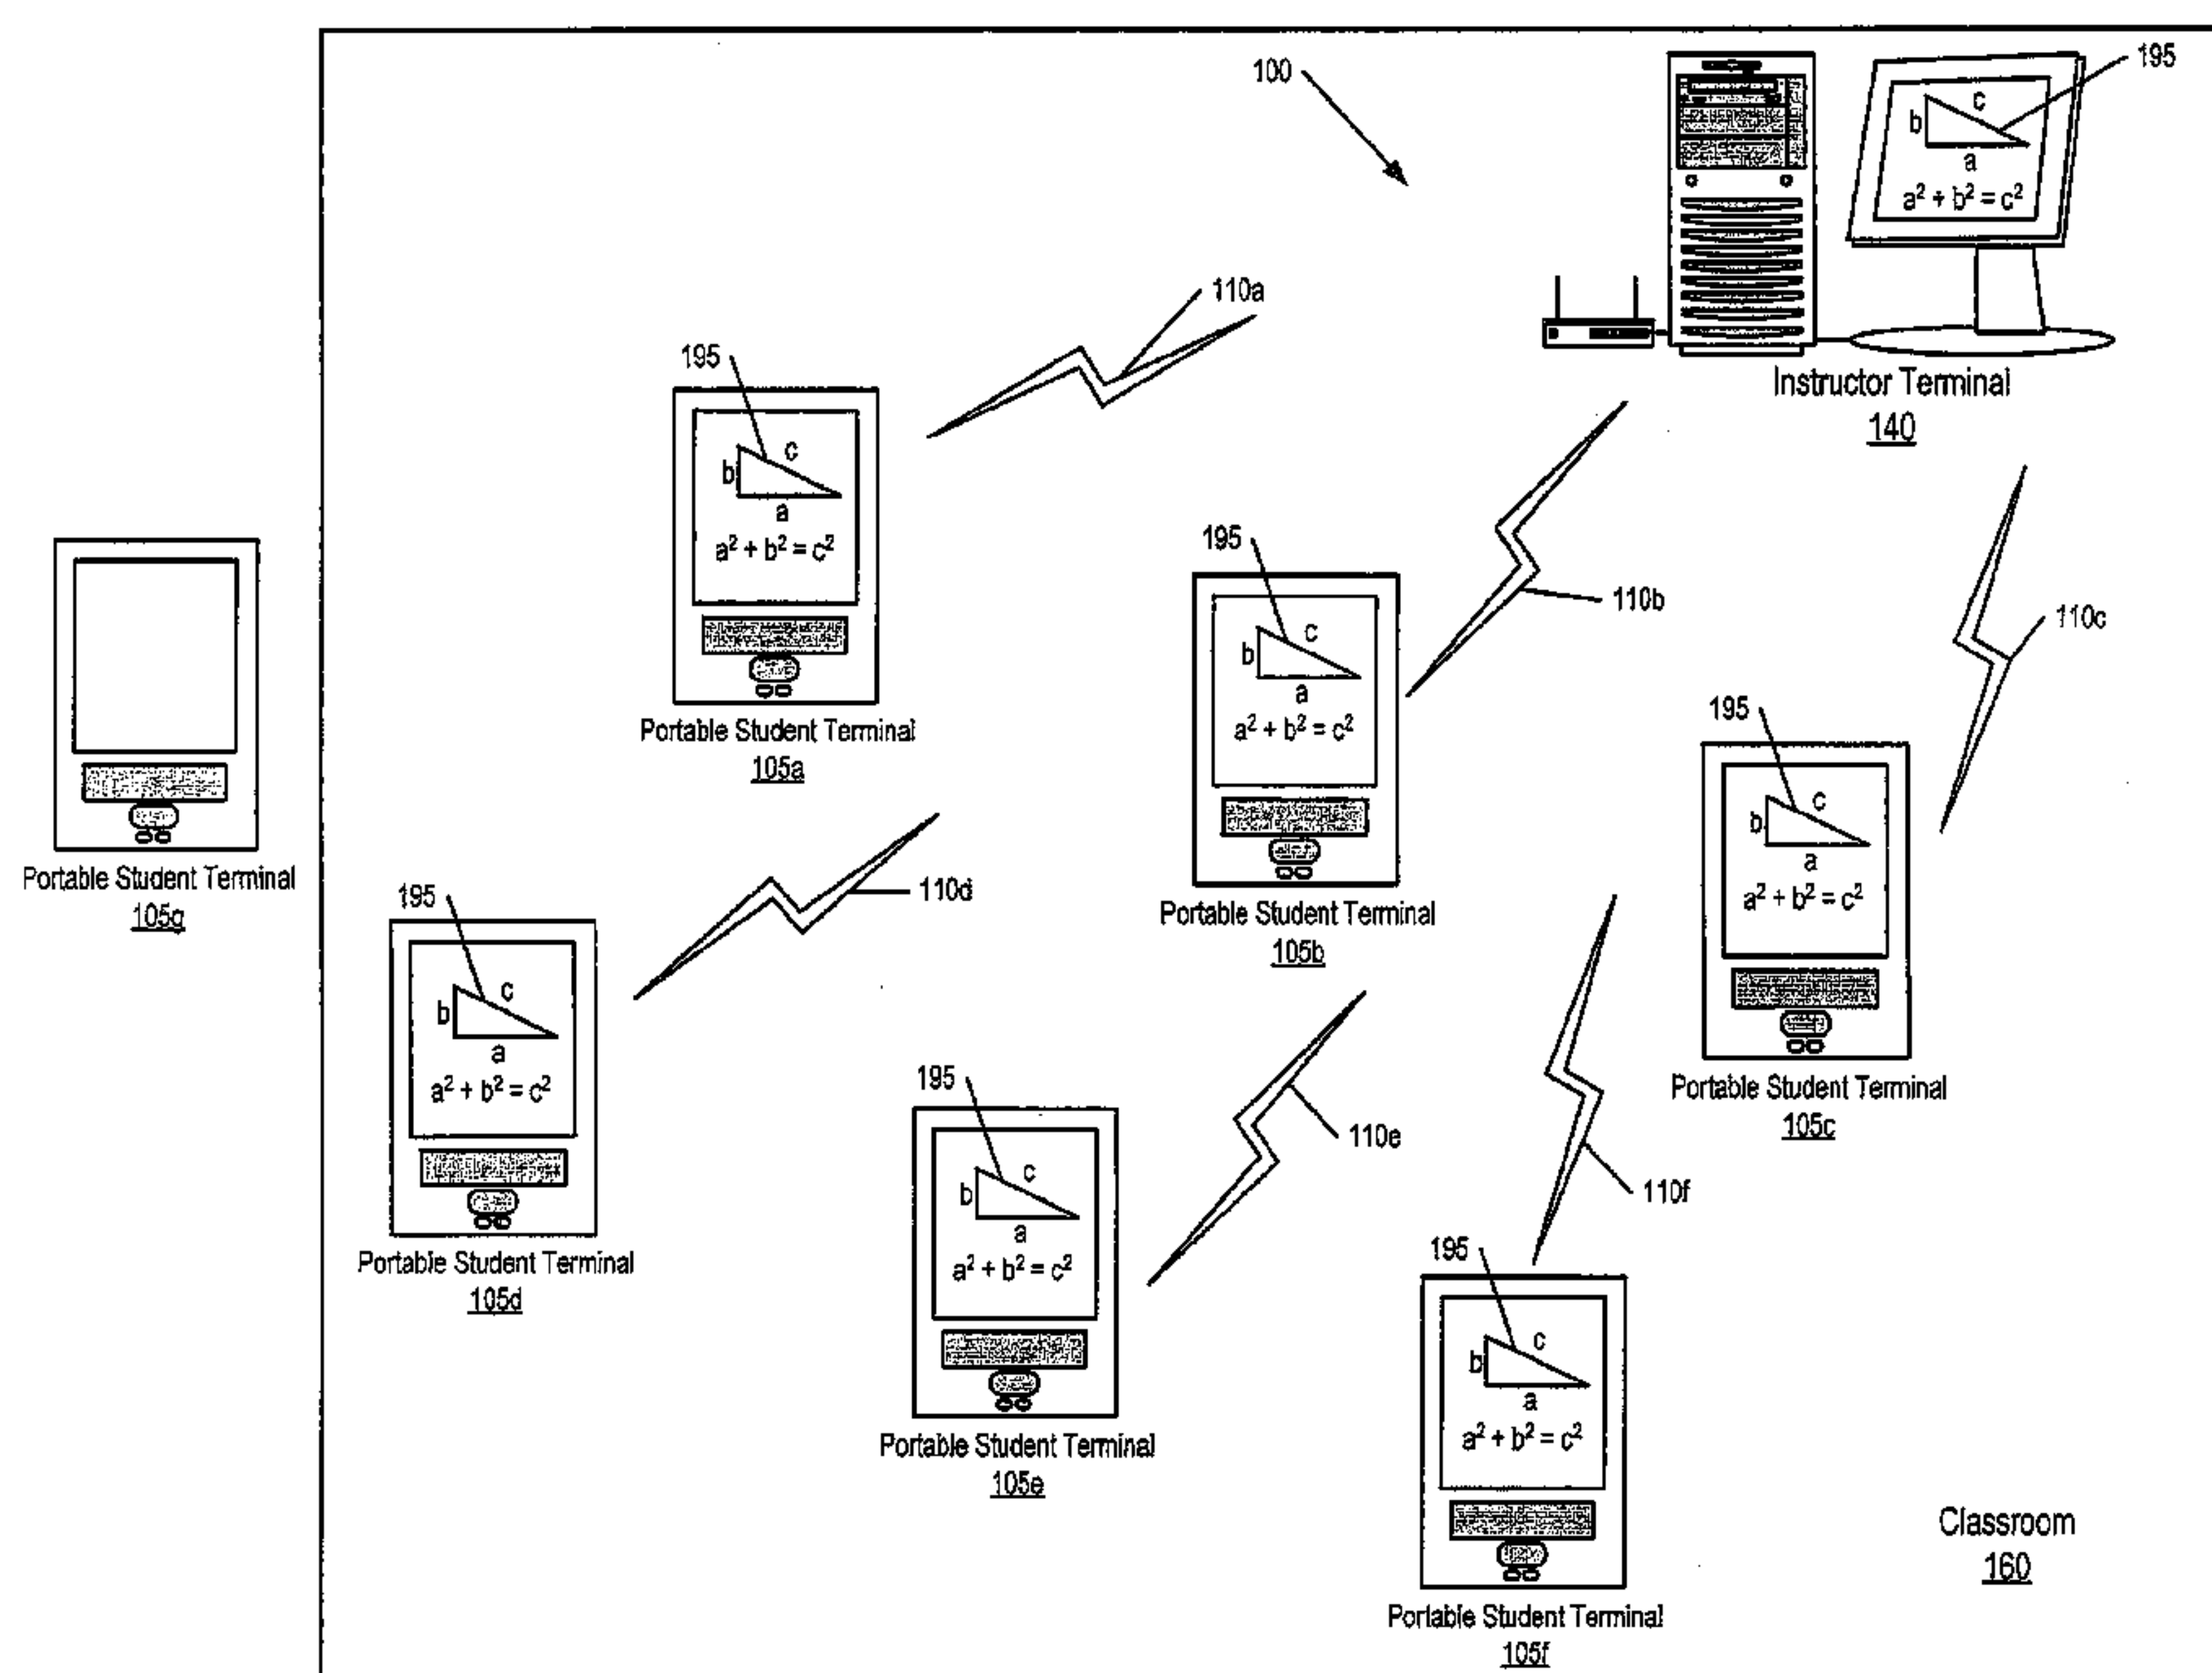 100
195
b
c
a
a² + b² = c²
Instructor Terminal
140
110a
195
b
c
a
a² + b² = c²
Portable Student Terminal
105a
110b
195
b
c
a
a² + b² = c²
Portable Student Terminal
105b
110c
195
b
c
a
a² + b² = c²
Portable Student Terminal
105c
Portable Student Terminal
105g
110d
195
b
c
a
a² + b² = c²
Portable Student Terminal
105d
110e
195
b
c
a
a² + b² = c²
Portable Student Terminal
105e
110f
195
b
c
a
a² + b² = c²
Portable Student Terminal
105f
Classroom
160